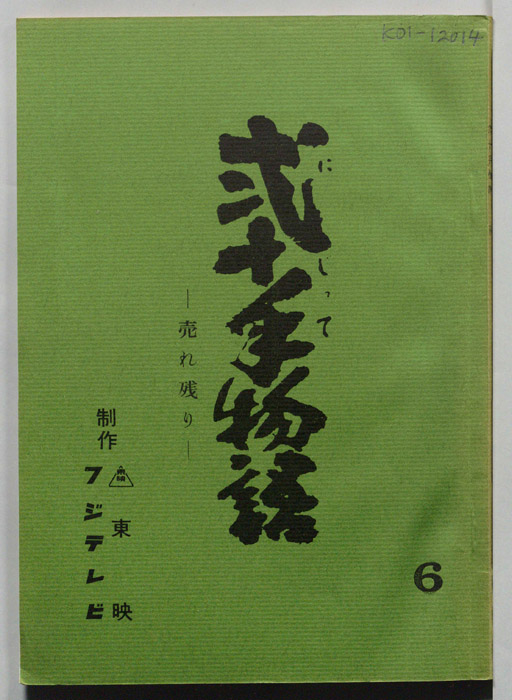 K01-12014
弐十手物語
にじって
―売れ残り―
制作
東映
フジテレビ
6